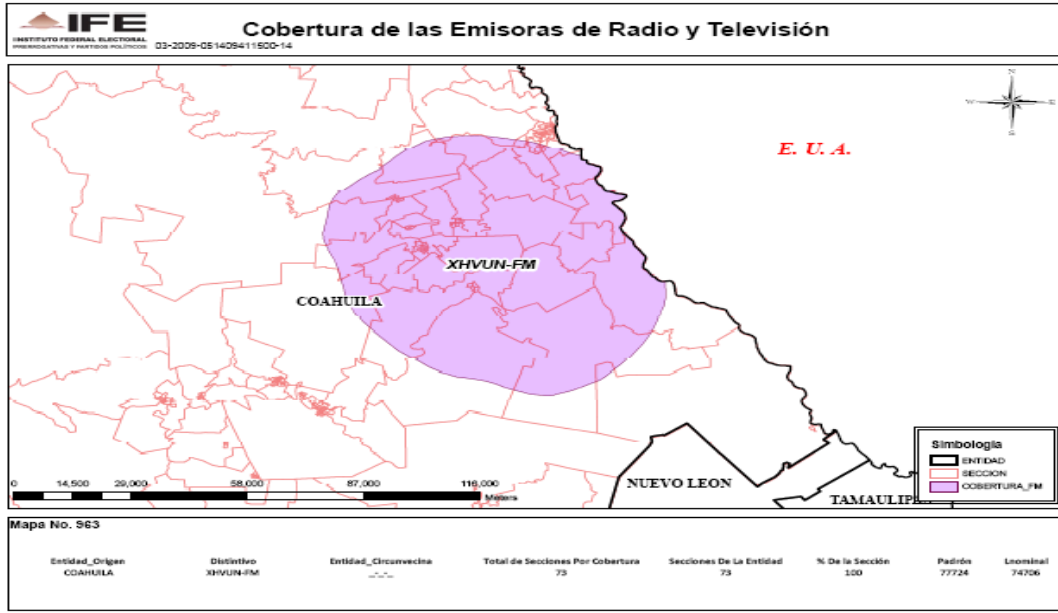 IFE
INSTITUTO FEDERAL ELECTORAL
PRERROGATIVAS Y PARTIDOS POLÍTICOS
03-2009-051409411500-14
Cobertura de las Emisoras de Radio y Televisión
N
W E
S
E. U. A.
XHVUN-FM
COAHUILA
NUEVO LEON
TAMAULIP
0 14,500 29,000 58,000 87,000 116,000
Meters
Simbología
ENTIDAD
SECCION
COBERTURA_FM
Mapa No. 963
Entidad_Origen Distintivo Entidad_Circunvecina Total de Secciones Por Cobertura Secciones De La Entidad % De la Sección Padrón Lnominal
COAHUILA XHVUN-FM _-_-_ 73 73 100 77724 74706